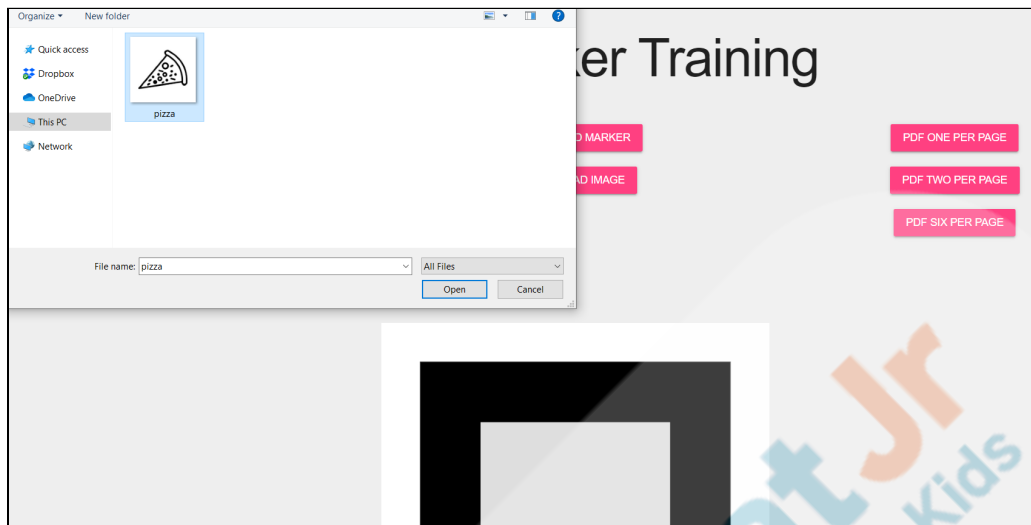 Organize New folder
Quick access
Dropbox
OneDrive
This PC
Network
pizza
File name: pizza
All Files
Open Cancel
er Training
D MARKER
AD IMAGE
PDF ONE PER PAGE
PDF TWO PER PAGE
PDF SIX PER PAGE
t Jr
Kids